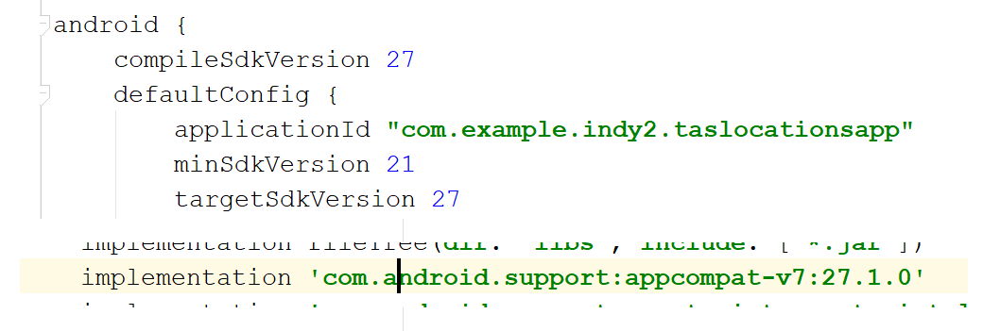 android {
compileSdkVersion 27
defaultConfig {
applicationId "com.example.indy2.taslocationsapp"
minSdkVersion 21
targetSdkVersion 27
implementation fileTree(dir: 'libs', include: ['*.jar'])
implementation 'com.android.support:appcompat-v7:27.1.0'
implementation